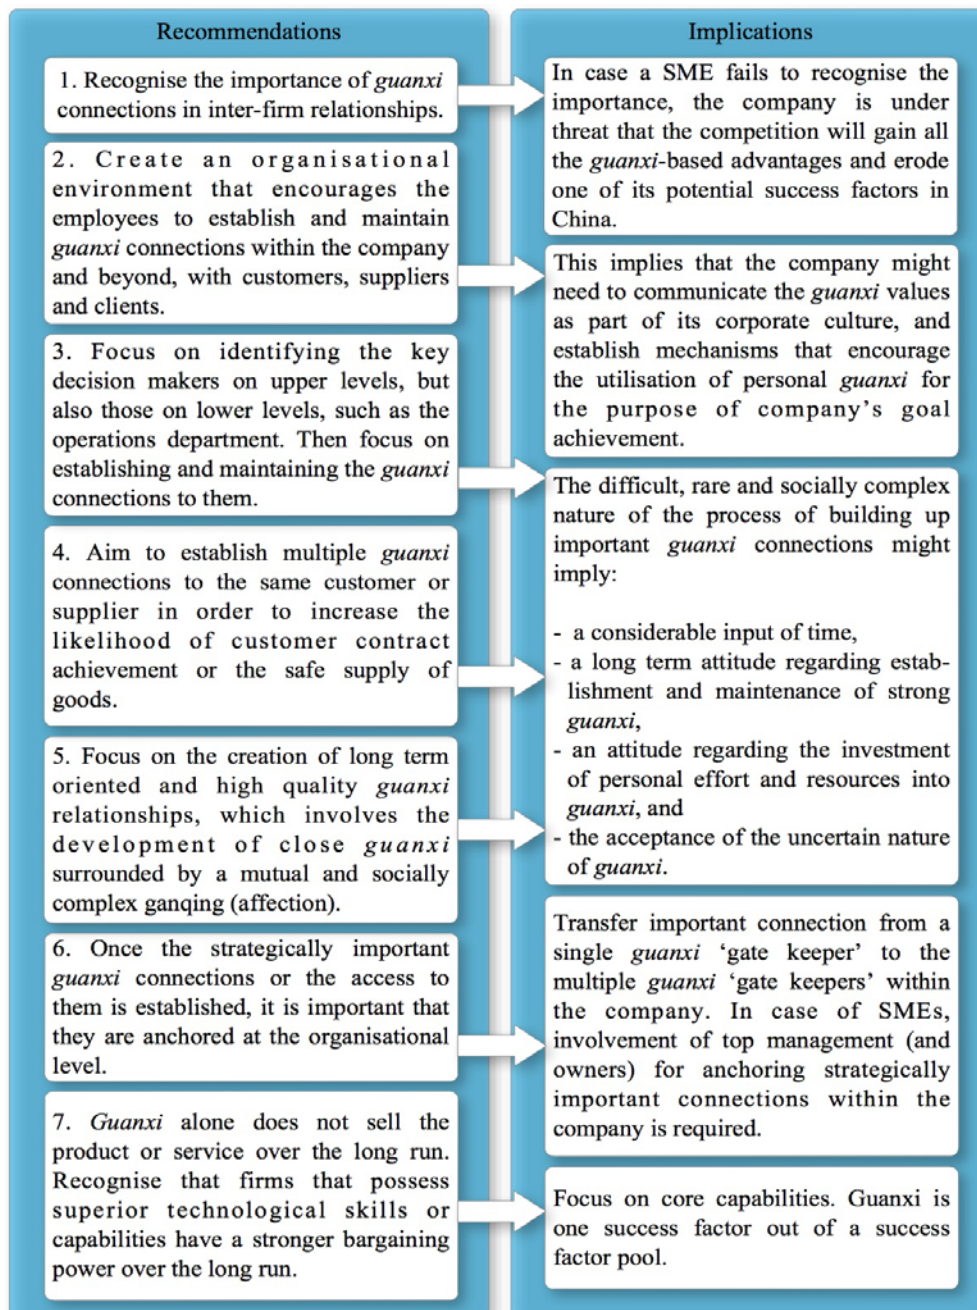 Recommendations
1. Recognise the importance of guanxi
connections in inter-firm relationships.
2. Create an organisational
environment that encourages the
employees to establish and maintain
guanxi connections within the company
and beyond, with customers, suppliers
and clients.
3. Focus on identifying the key
decision makers on upper levels, but
also those on lower levels, such as the
operations department. Then focus on
establishing and maintaining the guanxi
connections to them.
4. Aim to establish multiple guanxi
connections to the same customer or
supplier in order to increase the
likelihood of customer contract
achievement or the safe supply of
goods.
5. Focus on the creation of long term
oriented and high quality guanxi
relationships, which involves the
development of close guanxi
surrounded by a mutual and socially
complex ganqing (affection).
6. Once the strategically important
guanxi connections or the access to
them is established, it is important that
they are anchored at the organisational
level.
7. Guanxi alone does not sell the
product or service over the long run.
Recognise that firms that possess
superior technological skills or
capabilities have a stronger bargaining
power over the long run.
Implications
In case a SME fails to recognise the
importance, the company is under
threat that the competition will gain all
the guanxi-based advantages and erode
one of its potential success factors in
China.
This implies that the company might
need to communicate the guanxi values
as part of its corporate culture, and
establish mechanisms that encourage
the utilisation of personal guanxi for
the purpose of company's goal
achievement.
The difficult, rare and socially complex
nature of the process of building up
important guanxi connections might
imply:
- a considerable input of time,
- a long term attitude regarding estab-
lishment and maintenance of strong
guanxi,
- an attitude regarding the investment
of personal effort and resources into
guanxi, and
- the acceptance of the uncertain nature
of guanxi.
Transfer important connection from a
single guanxi ‘gate keeper’ to the
multiple guanxi ‘gate keepers’ within
the company. In case of SMEs,
involvement of top management (and
owners) for anchoring strategically
important connections within the
company is required.
Focus on core capabilities. Guanxi is
one success factor out of a success
factor pool.